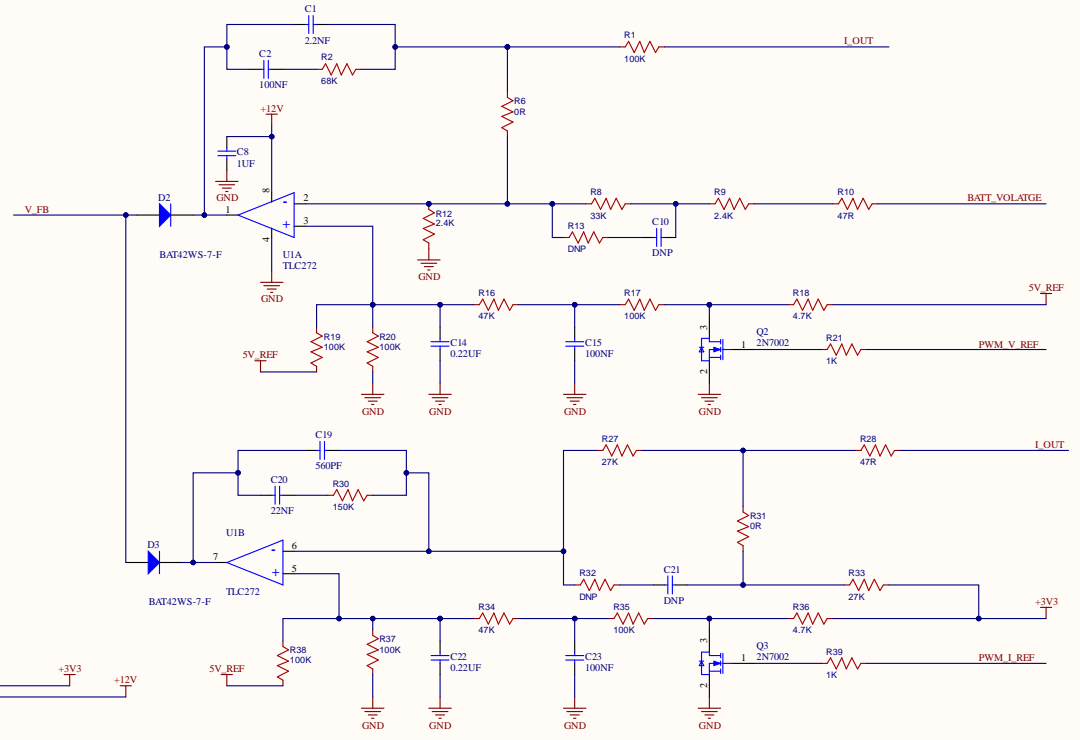 C1
2.2NF
R1
I_OUT
100K
C2
R2
100NF
68K
+12V
R6
0R
C8
1UF
GND
8
D2
V_FB
1
2
3
4
BAT42WS-7-F
U1A
TLC272
GND
R12
2.4K
GND
R8
33K
R9
2.4K
R10
47R
BATT_VOLATGE
R13
DNP
C10
DNP
R16
47K
R17
100K
R18
4.7K
5V_REF
R19
100K
R20
100K
5V_REF
C14
0.22UF
C15
100NF
3
1
2
Q2
2N7002
R21
1K
PWM_V_REF
GND
GND
GND
GND
C19
560PF
C20
22NF
R30
150K
R27
27K
R28
47R
I_OUT
R31
0R
U1B
6
5
7
D3
BAT42WS-7-F
TLC272
R32
DNP
C21
DNP
R33
27K
R34
47K
R35
100K
R36
4.7K
+3V3
R38
100K
R37
100K
5V_REF
C22
0.22UF
C23
100NF
3
1
2
Q3
2N7002
R39
1K
PWM_I_REF
+3V3
+12V
GND
GND
GND
GND